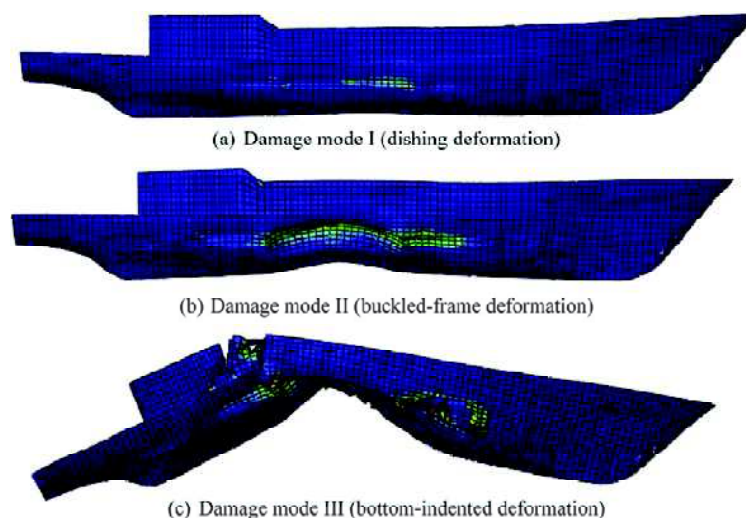 (a) Damage mode I (dishing deformation)
(b) Damage mode II (buckled-frame deformation)
(c) Damage mode III (bottom-indented deformation)